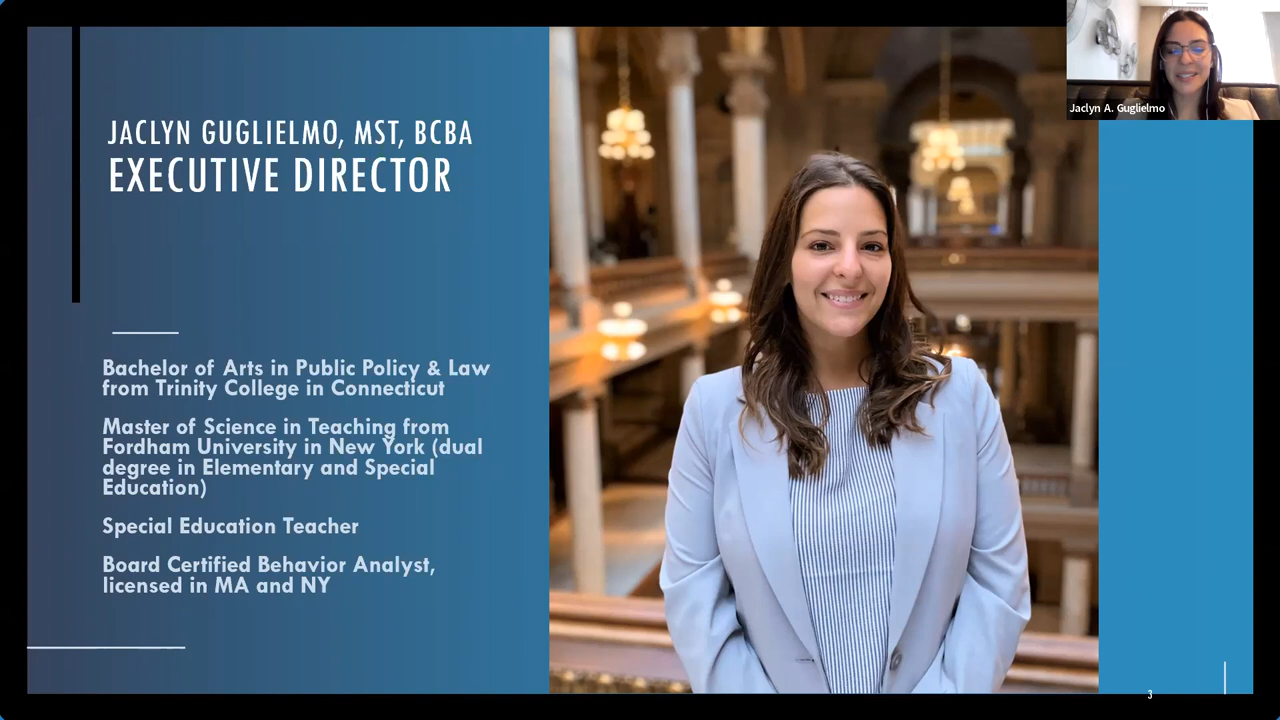 JACLYN GUGLIELMO, MST, BCBA
EXECUTIVE DIRECTOR
Bachelor of Arts in Public Policy & Law
from Trinity College in Connecticut
Master of Science in Teaching from
Fordham University in New York (dual
degree in Elementary and Special
Education)
Special Education Teacher
Board Certified Behavior Analyst,
licensed in MA and NY
Jaclyn A. Guglielmo
3